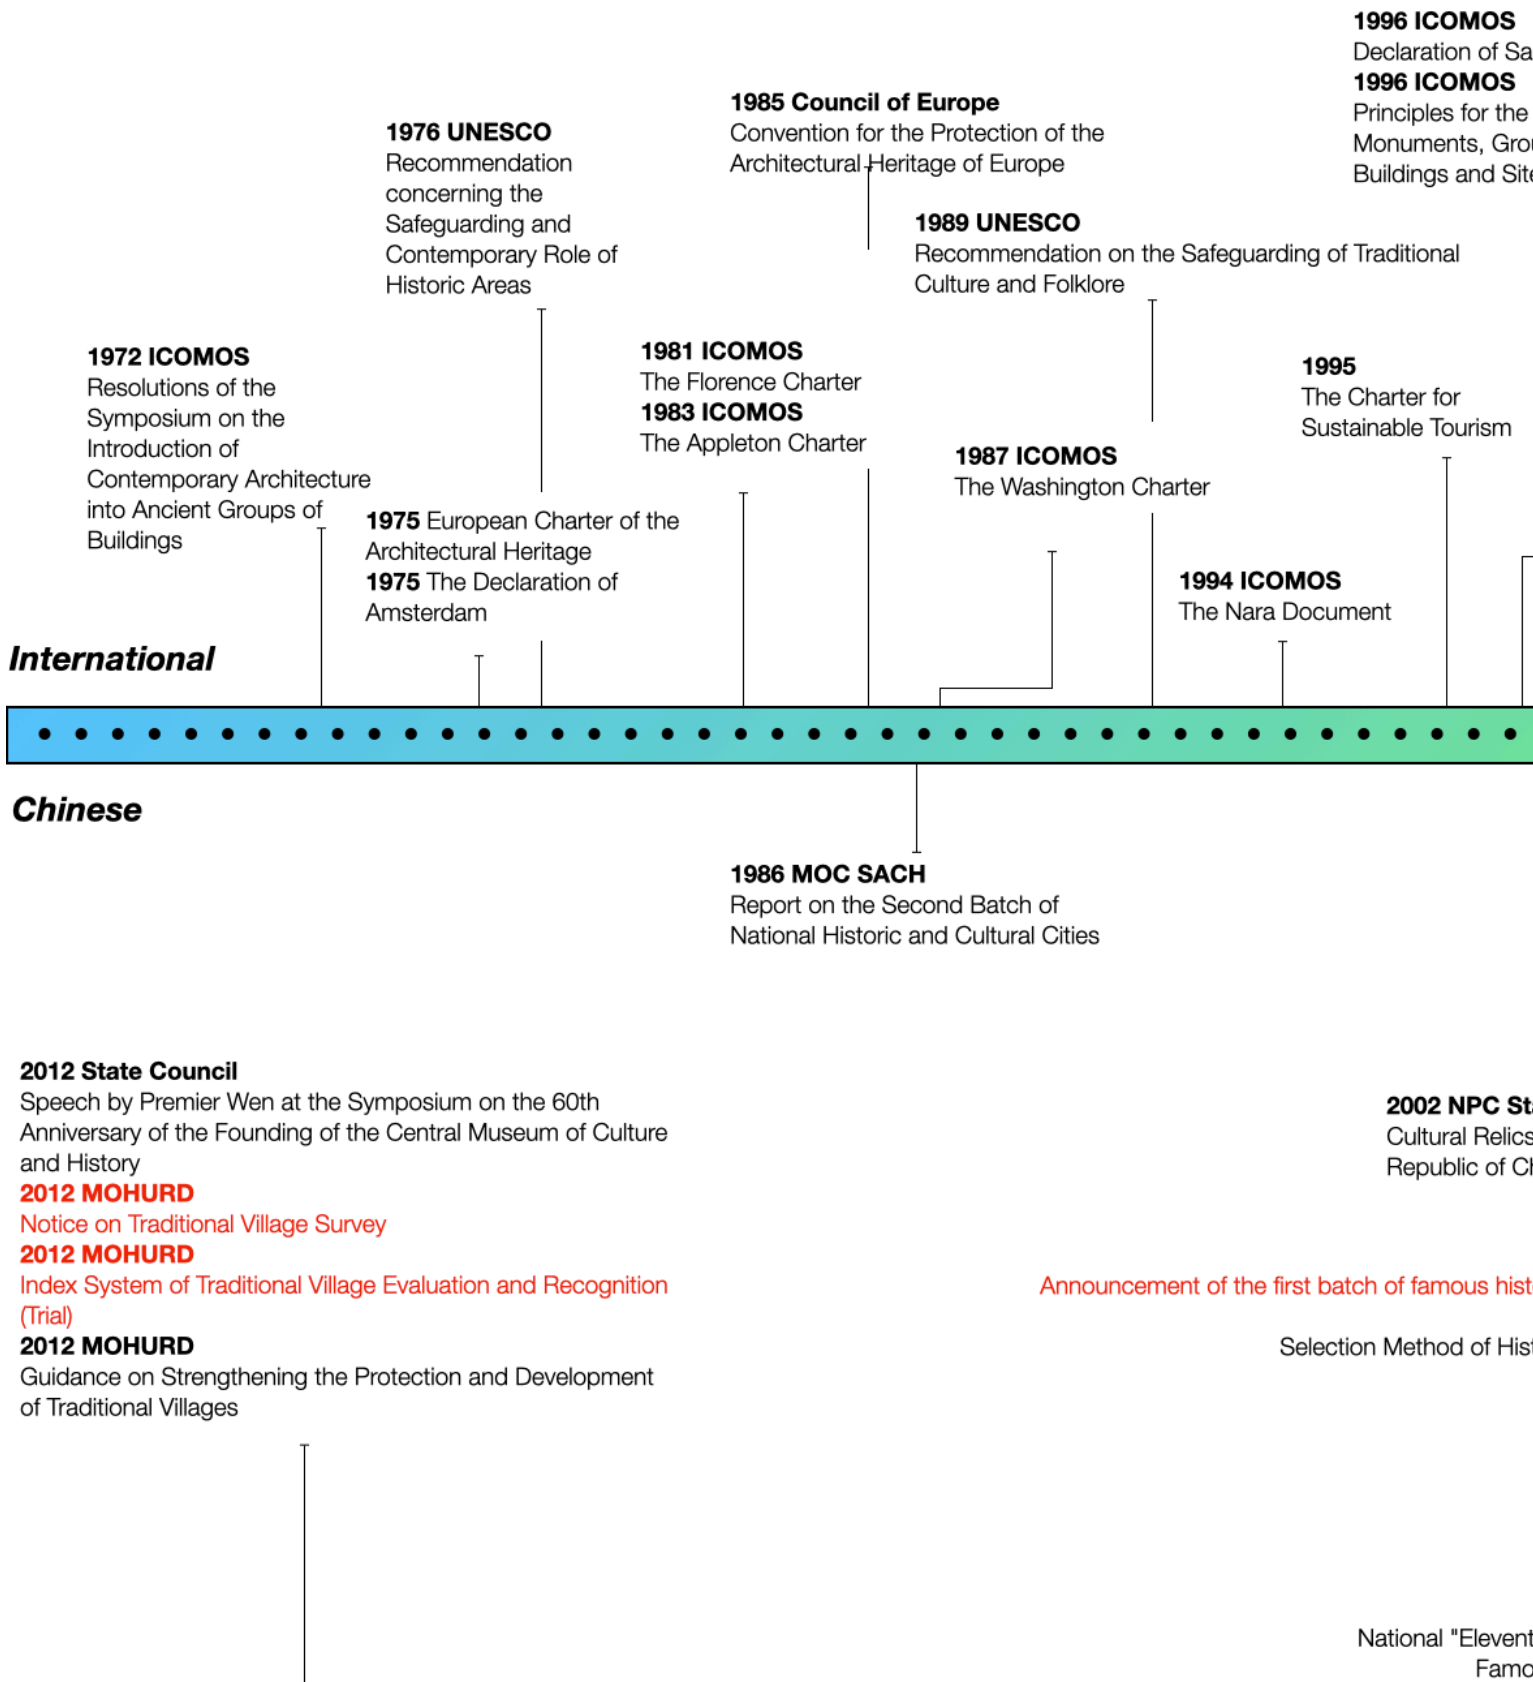 1996 ICOMOS
Declaration of
1996 ICOMOS
Principles for the
Monuments,
Buildings and
1985 Council of Europe
Convention for the Protection of the
Architectural Heritage of Europe
1976 UNESCO
Recommendation
concerning the
Safeguarding and
Contemporary Role of
Historic Areas
1989 UNESCO
Recommendation on the Safeguarding of Traditional
Culture and Folklore
1972 ICOMOS
Resolutions of the
Symposium on the
Introduction of
Contemporary Architecture
into Ancient Groups of
Buildings
1981 ICOMOS
The Florence Charter
1983 ICOMOS
The Appleton Charter
1995
The Charter for
Sustainable Tourism
1987 ICOMOS
The Washington Charter
1975 European Charter of the
Architectural Heritage
1975 The Declaration of
Amsterdam
1994 ICOMOS
The Nara Document
International
Chinese
1986 MOC SACH
Report on the Second Batch of
National Historic and Cultural Cities
2012 State Council
Speech by Premier Wen at the Symposium on the 60th
Anniversary of the Founding of the Central Museum of Culture
and History
2012 MOHURD
Notice on Traditional Village Survey
2012 MOHURD
Index System of Traditional Village Evaluation and Recognition
(Trial)
2012 MOHURD
Guidance on Strengthening the Protection and Development
of Traditional Villages
2002 NPC
Cultural Relics
Republic of
Announcement of the first batch of famous
Selection Method of
National